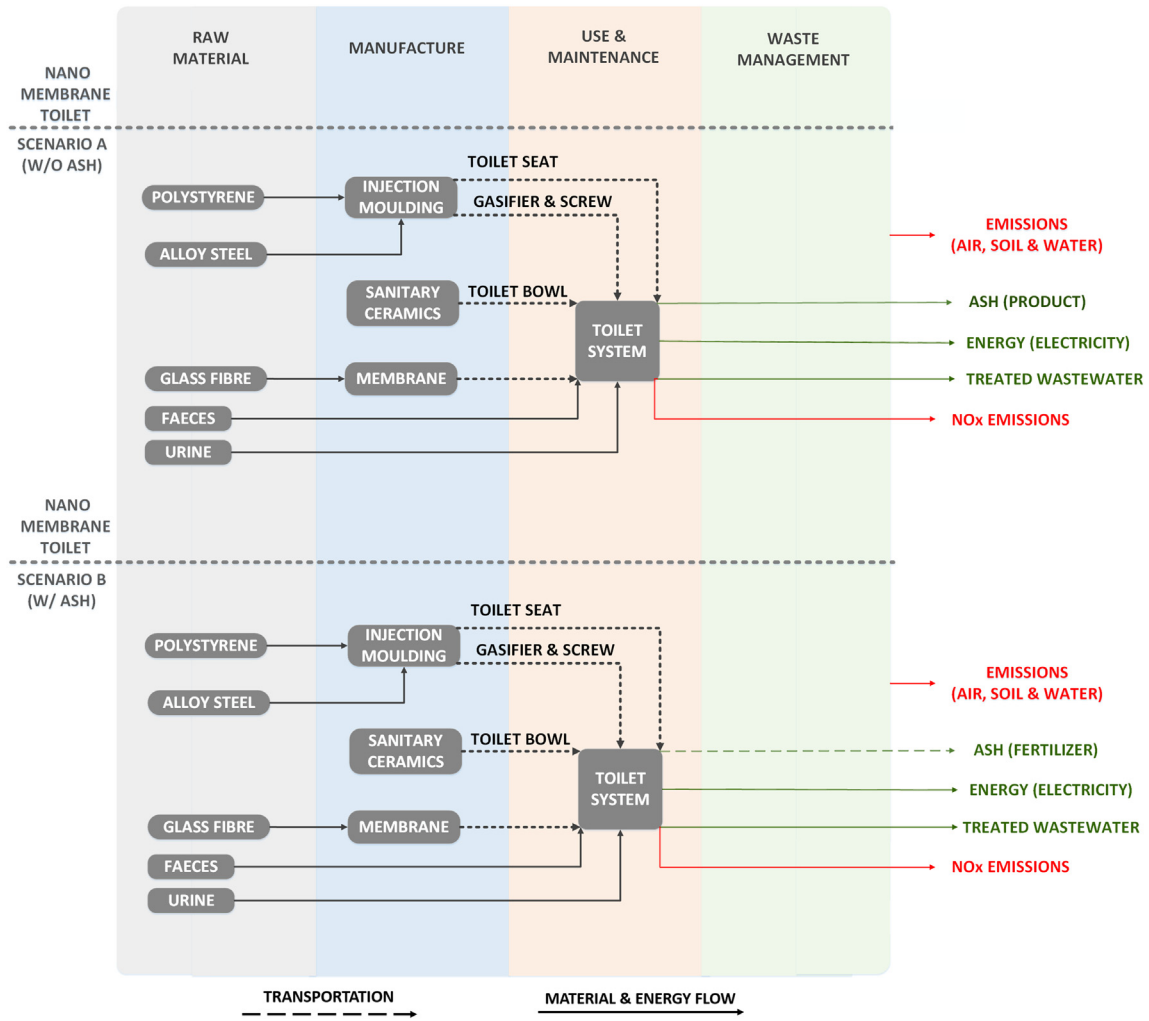 RAW
MATERIAL
MANUFACTURE
USE &
MAINTENANCE
WASTE
MANAGEMENT
NANO
MEMBRANE
TOILET
SCENARIO A
(W/O ASH)
TOILET SEAT
POLYSTYRENE
INJECTION
MOULDING
GASIFIER & SCREW
ALLOY STEEL
EMISSIONS
(AIR, SOIL & WATER)
SANITARY
CERAMICS
TOILET BOWL
TOILET
SYSTEM
ASH (PRODUCT)
ENERGY (ELECTRICITY)
GLASS FIBRE
MEMBRANE
TREATED WASTEWATER
FAECES
NOx EMISSIONS
URINE
NANO
MEMBRANE
TOILET
SCENARIO B
(W/ ASH)
TOILET SEAT
POLYSTYRENE
INJECTION
MOULDING
GASIFIER & SCREW
ALLOY STEEL
EMISSIONS
(AIR, SOIL & WATER)
SANITARY
CERAMICS
TOILET BOWL
TOILET
SYSTEM
ASH (FERTILIZER)
ENERGY (ELECTRICITY)
GLASS FIBRE
MEMBRANE
TREATED WASTEWATER
FAECES
NOx EMISSIONS
URINE
TRANSPORTATION
MATERIAL & ENERGY FLOW